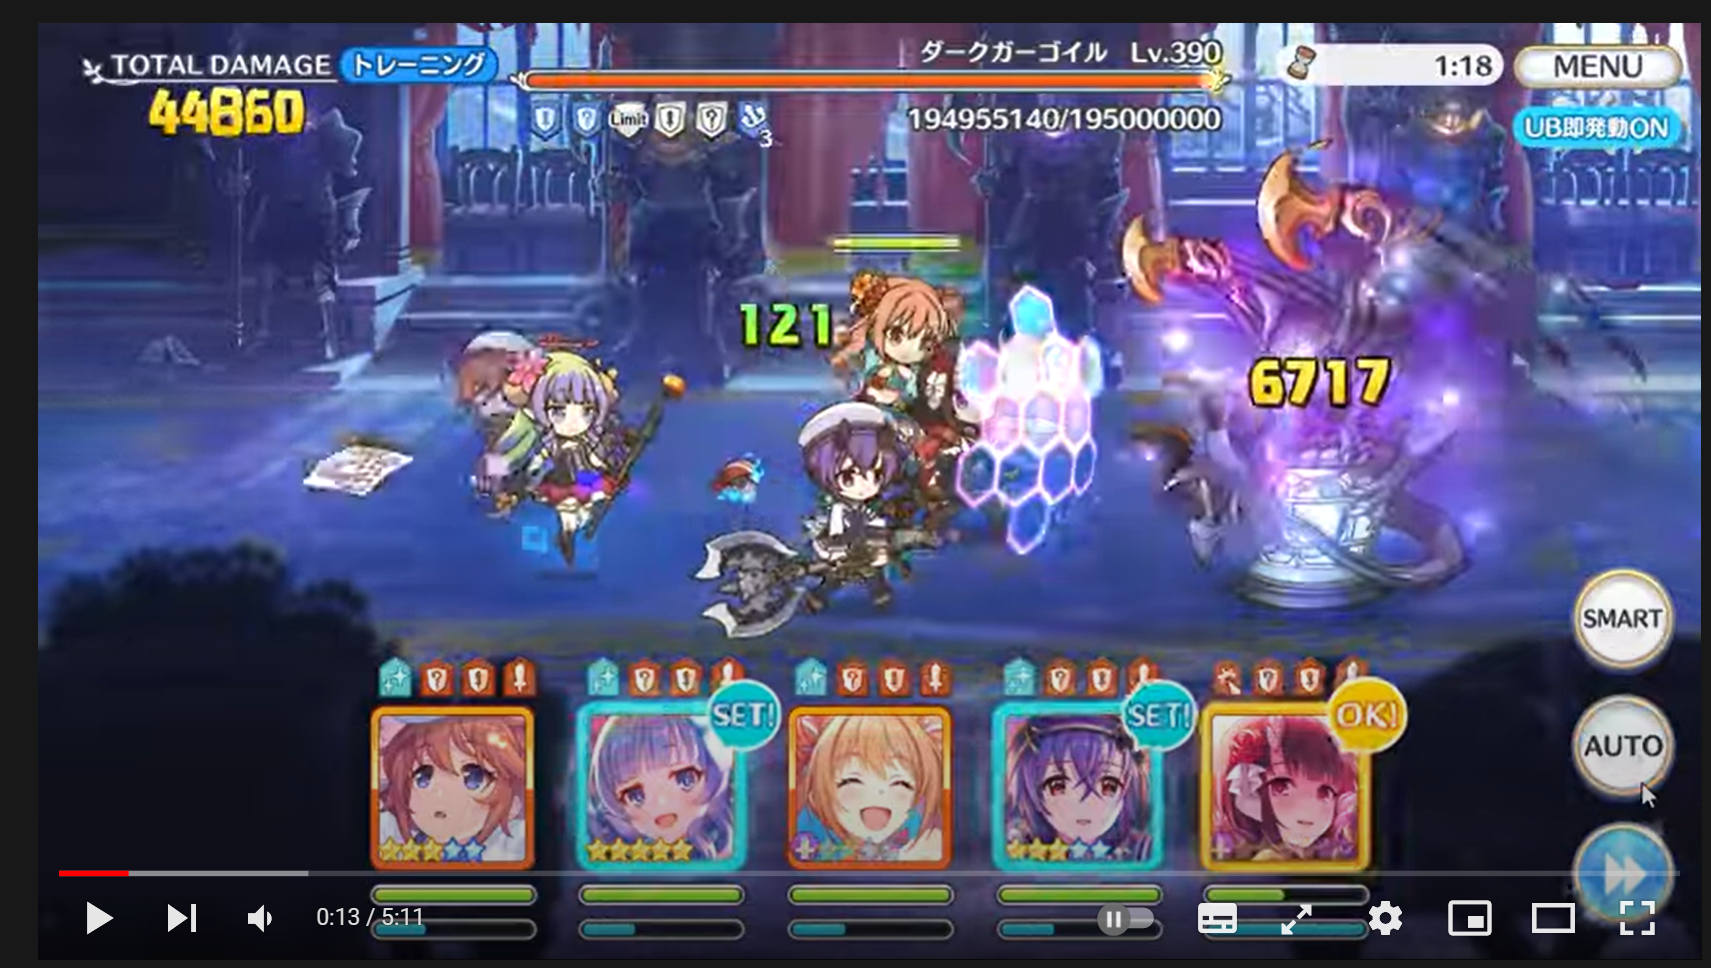 TOTAL DAMAGE トレーニング
44860
ダークガーゴイル Lv.390
1:18
MENU
Limit
3
194955140/195000000
UB即発動ON
121
6717
SMART
SET!
SET!
OK!
AUTO
0:13 / 5:11